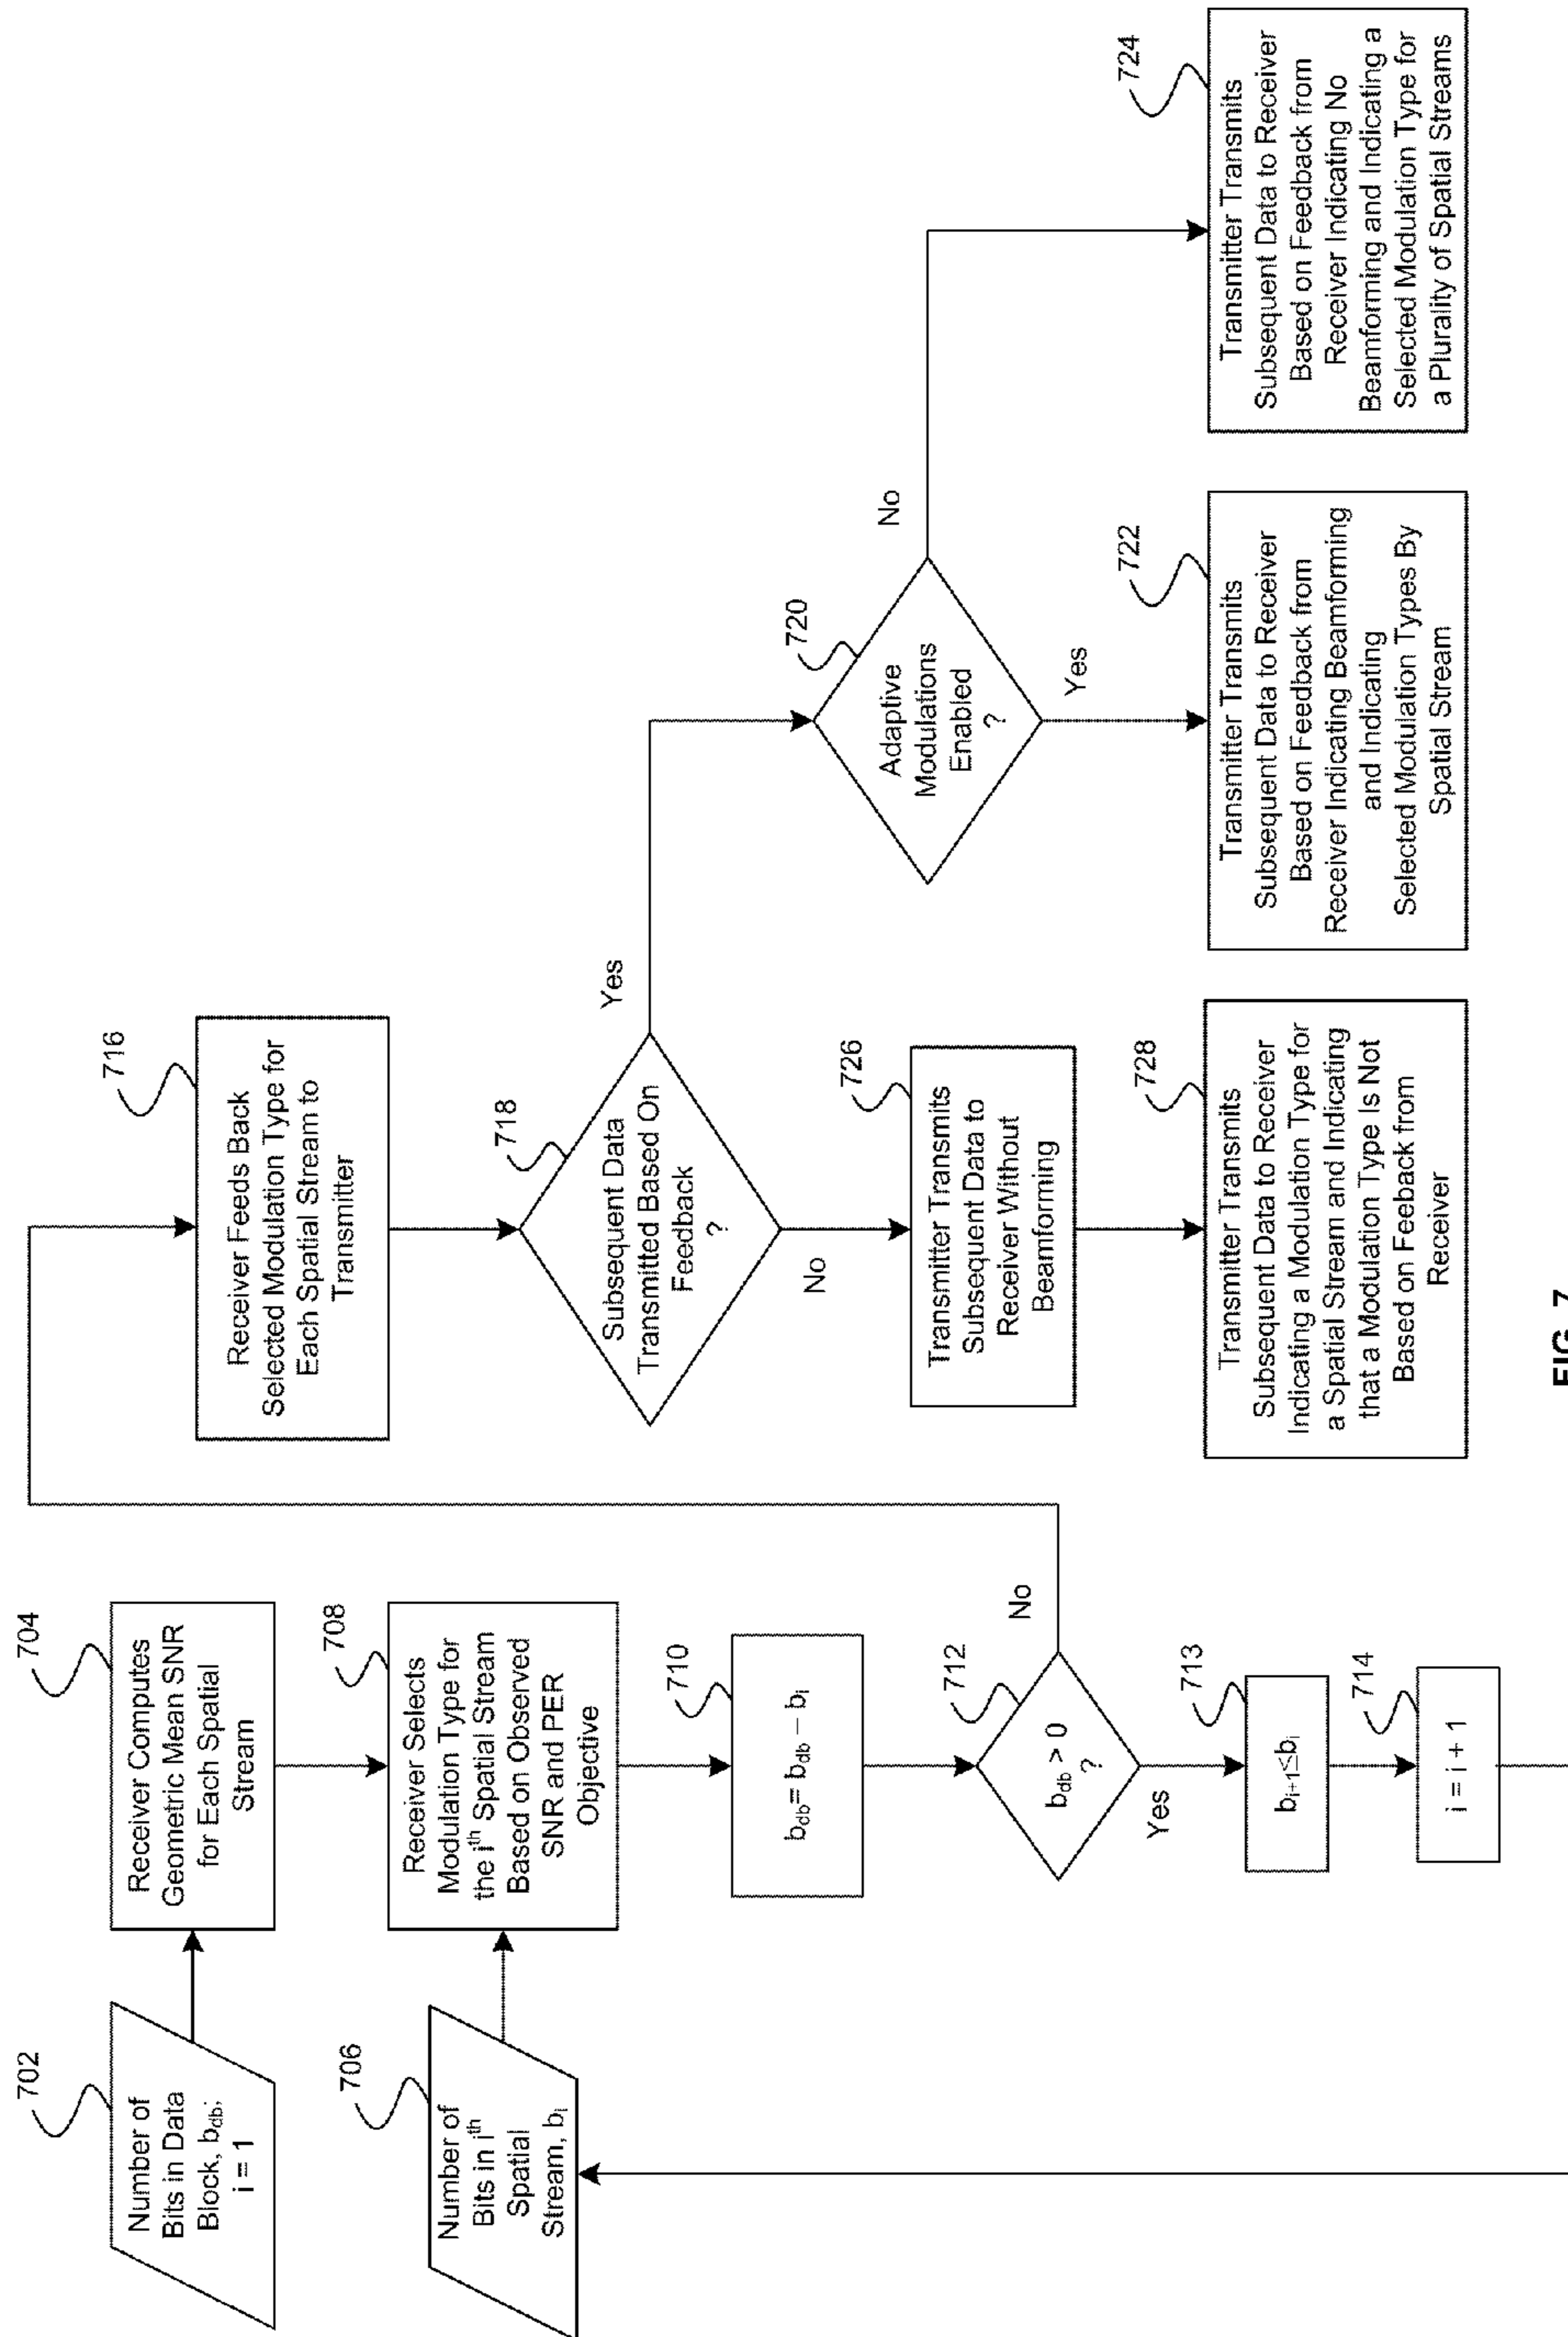 702
Number of
Bits in Data
Block, b_db;
i = 1
704
Receiver Computes
Geometric Mean SNR
for Each Spatial
Stream
706
Number of
Bits in i^th
Spatial
Stream, b_i
708
Receiver Selects
Modulation Type for
the i^th Spatial Stream
Based on Observed
SNR and PER
Objective
710
b_db = b_db – b_i
712
b_db > 0
?
No
Yes
713
b_i+1≤b_i
714
i = i + 1
716
Receiver Feeds Back
Selected Modulation Type for
Each Spatial Stream to
Transmitter
718
Subsequent Data
Transmitted Based On
Feedback
?
Yes
No
720
Adaptive
Modulations
Enabled
?
No
Yes
726
Transmitter Transmits
Subsequent Data to
Receiver Without
Beamforming
728
Transmitter Transmits
Subsequent Data to Receiver
Indicating a Modulation Type for
a Spatial Stream and Indicating
that a Modulation Type Is Not
Based on Feeback from
Receiver
722
Transmitter Transmits
Subsequent Data to Receiver
Based on Feedback from
Receiver Indicating Beamforming
and Indicating
Selected Modulation Types By
Spatial Stream
724
Transmitter Transmits
Subsequent Data to Receiver
Based on Feedback from
Receiver Indicating No
Beamforming and Indicating a
Selected Modulation Type for
a Plurality of Spatial Streams
FIG. 7